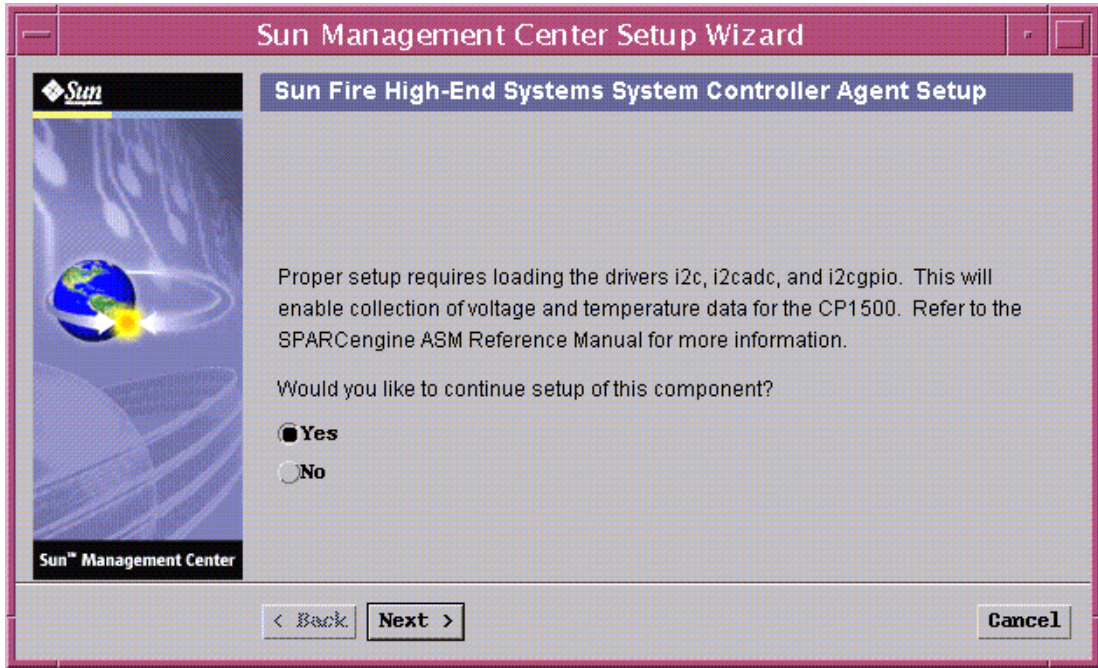 Sun Management Center Setup Wizard
Sun
Sun Fire High-End Systems System Controller Agent Setup
Proper setup requires loading the drivers i2c, i2cadc, and i2cgpio. This will
enable collection of voltage and temperature data for the CP1500. Refer to the
SPARCengine ASM Reference Manual for more information.
Would you like to continue setup of this component?
Yes
No
Sun™ Management Center
< Back Next > Cancel